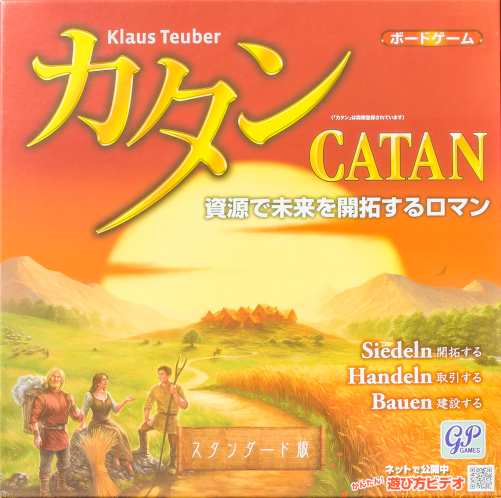 Klaus Teuber
ボードゲーム
カタン
(「カタン」は商標登録されています)
CATAN
資源で未来を開拓するロマン
Siedeln 開拓する
Handeln 取引する
Bauen 建設する
スタンダード版
GP
GAMES
ネットで公開中
かんたん! 遊び方ビデオ